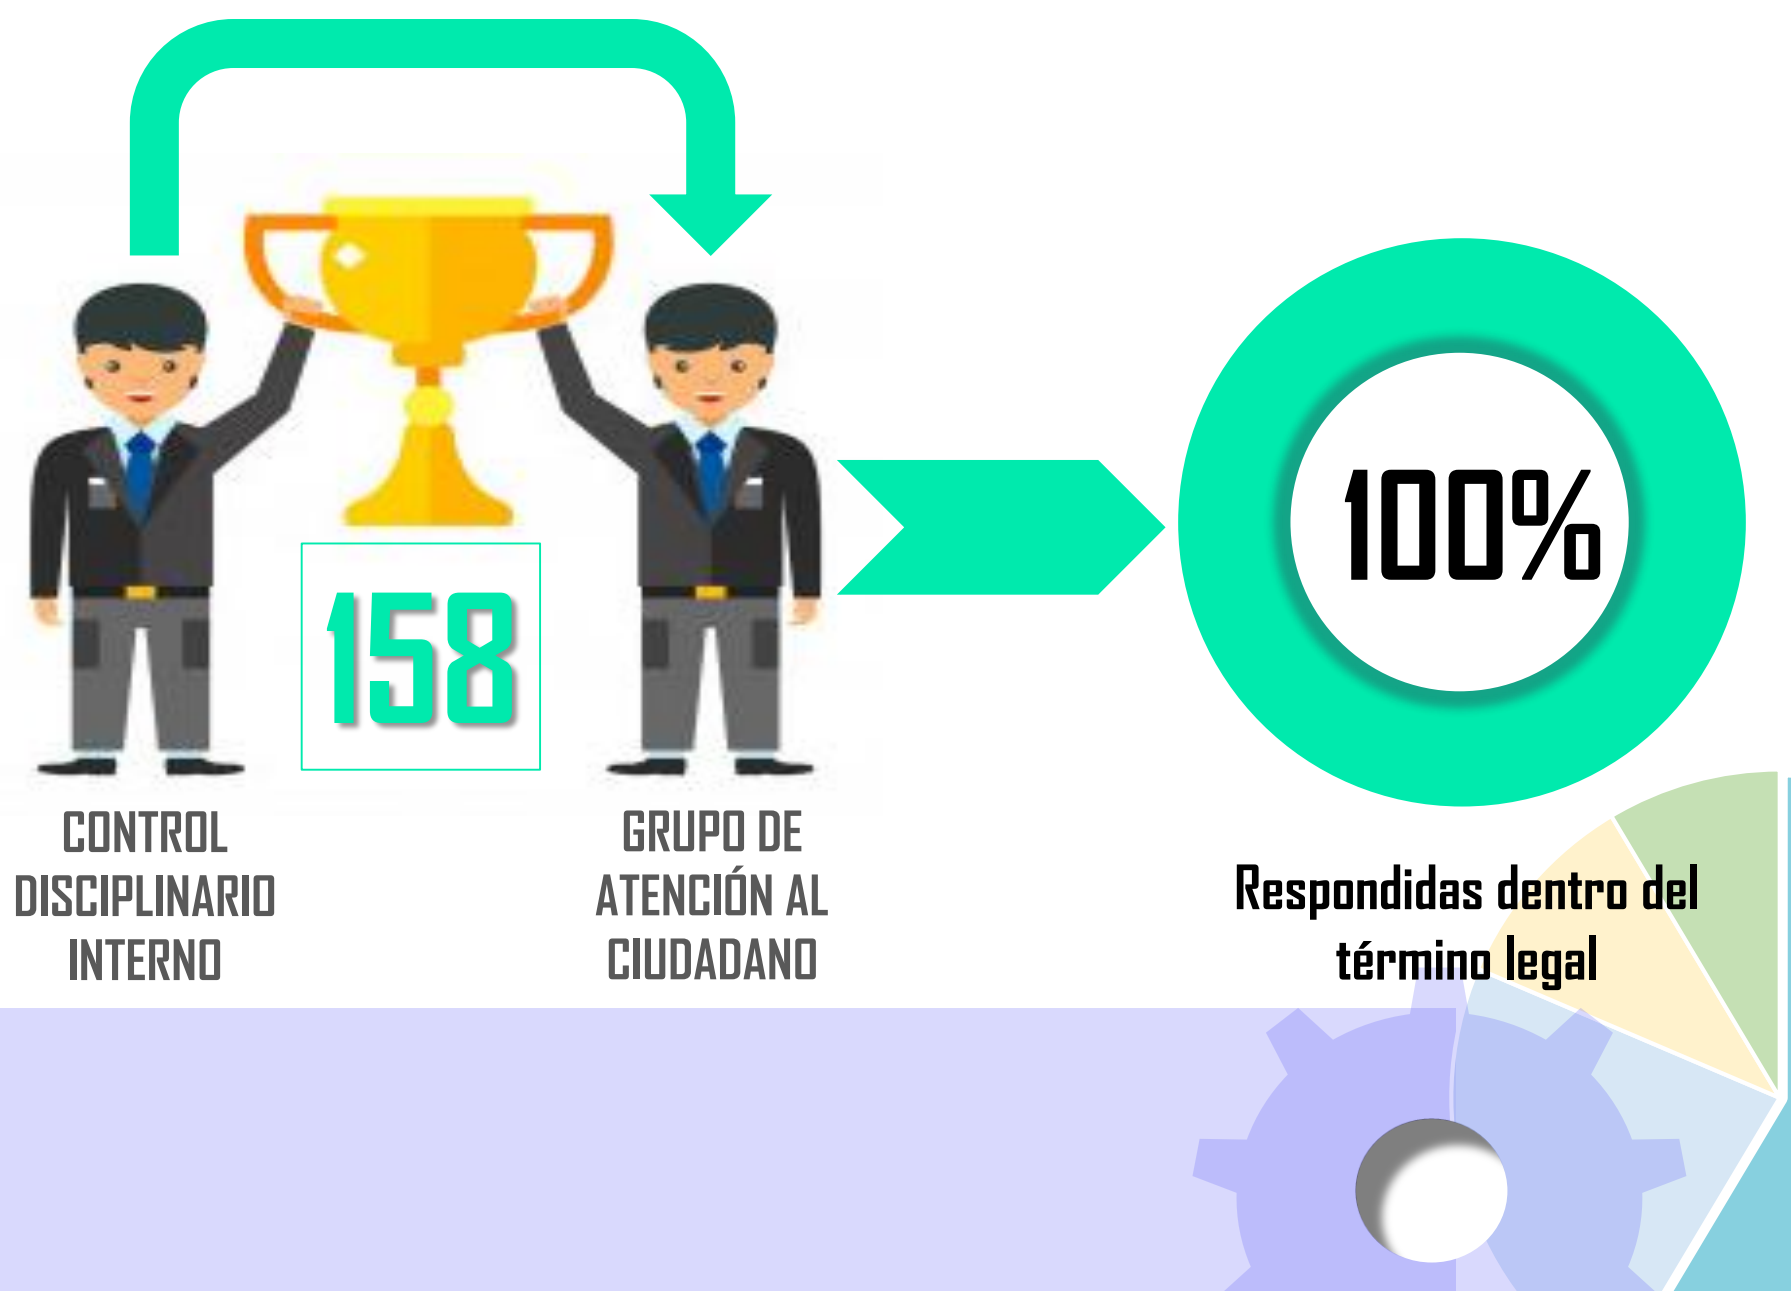 158
CONTROL
DISCIPLINARIO
INTERNO
GRUPO DE
ATENCIÓN AL
CIUDADANO
100%
Respondidas dentro del
término legal